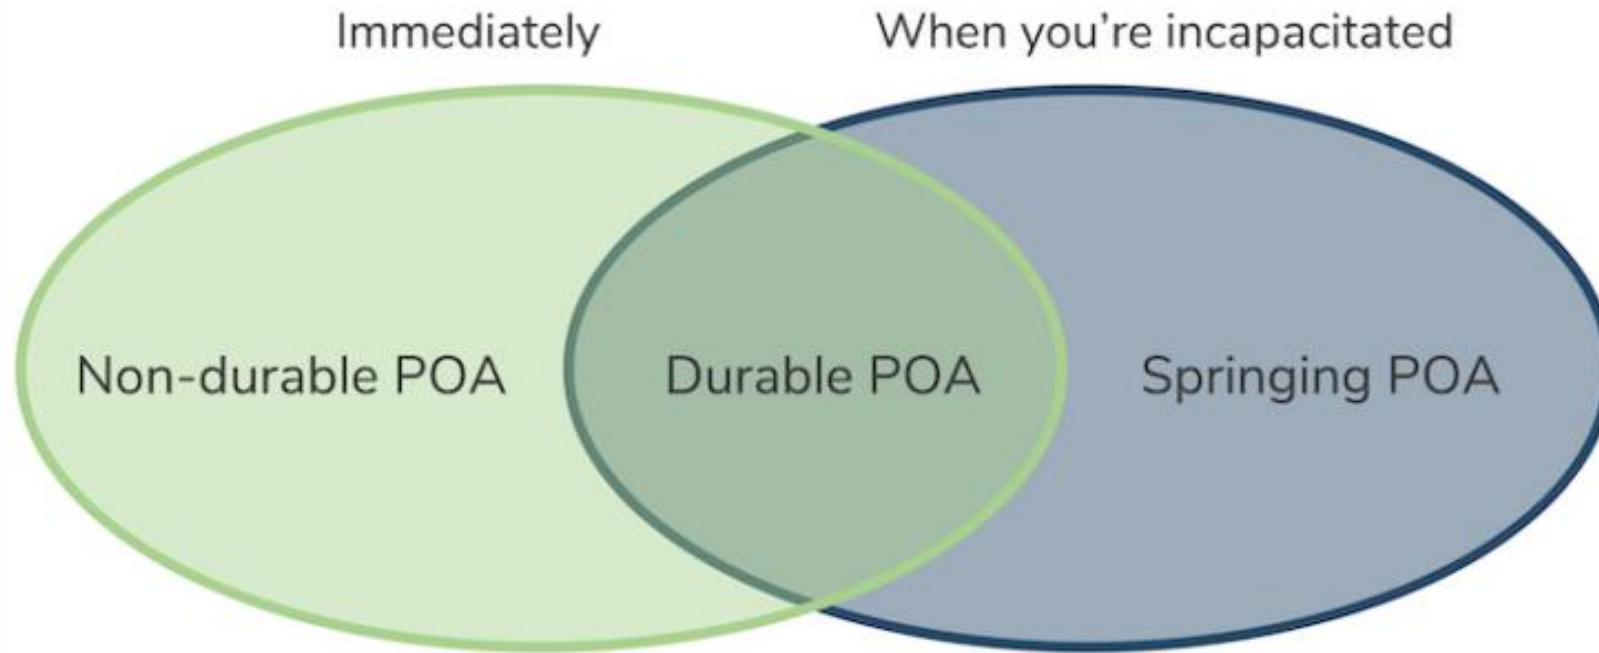 Immediately
When you’re incapacitated
Non-durable POA
Durable POA
Springing POA